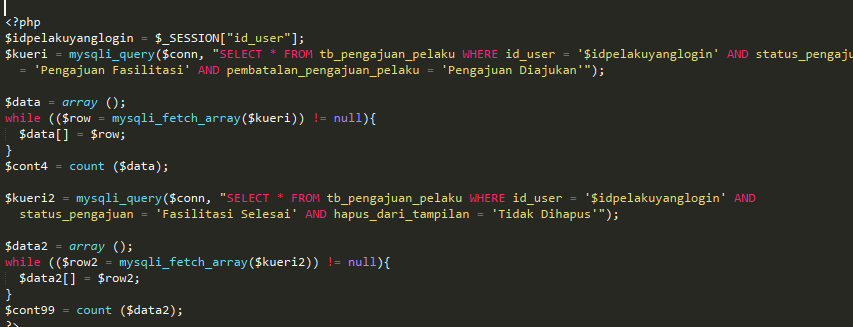 <?php
$idpelakuyanglogin = $_SESSION["id_user"];
$kueri = mysqli_query($conn, "SELECT * FROM tb_pengajuan_pelaku WHERE id_user = '$idpelakuyanglogin' AND status_pengaju
= 'Pengajuan Fasilitasi' AND pembatalan_pengajuan_pelaku = 'Pengajuan Diajukan'");
$data = array ();
while (($row = mysqli_fetch_array($kueri)) != null){
$data[] = $row;
}
$cont4 = count ($data);
$kueri2 = mysqli_query($conn, "SELECT * FROM tb_pengajuan_pelaku WHERE id_user = '$idpelakuyanglogin' AND
status_pengajuan = 'Fasilitasi Selesai' AND hapus_dari_tampilan = 'Tidak Dihapus'");
$data2 = array ();
while (($row2 = mysqli_fetch_array($kueri2)) != null){
$data2[] = $row2;
}
$cont99 = count ($data2);
?>